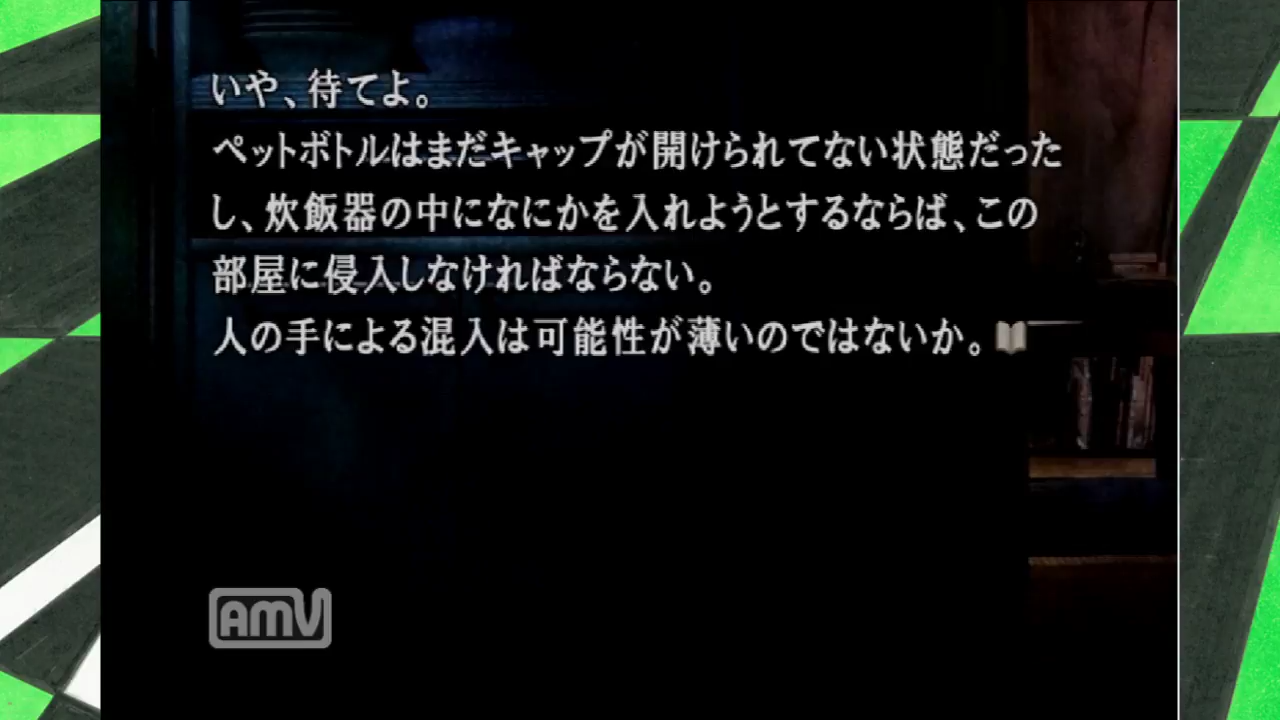 いや、待てよ。
ペットボトルはまだキャップが開けられてない状態だった
し、炊飯器の中になにかを入れようとするならば、この
部屋に侵入しなければならない。
人の手による混入は可能性が薄いのではないか。
AMV